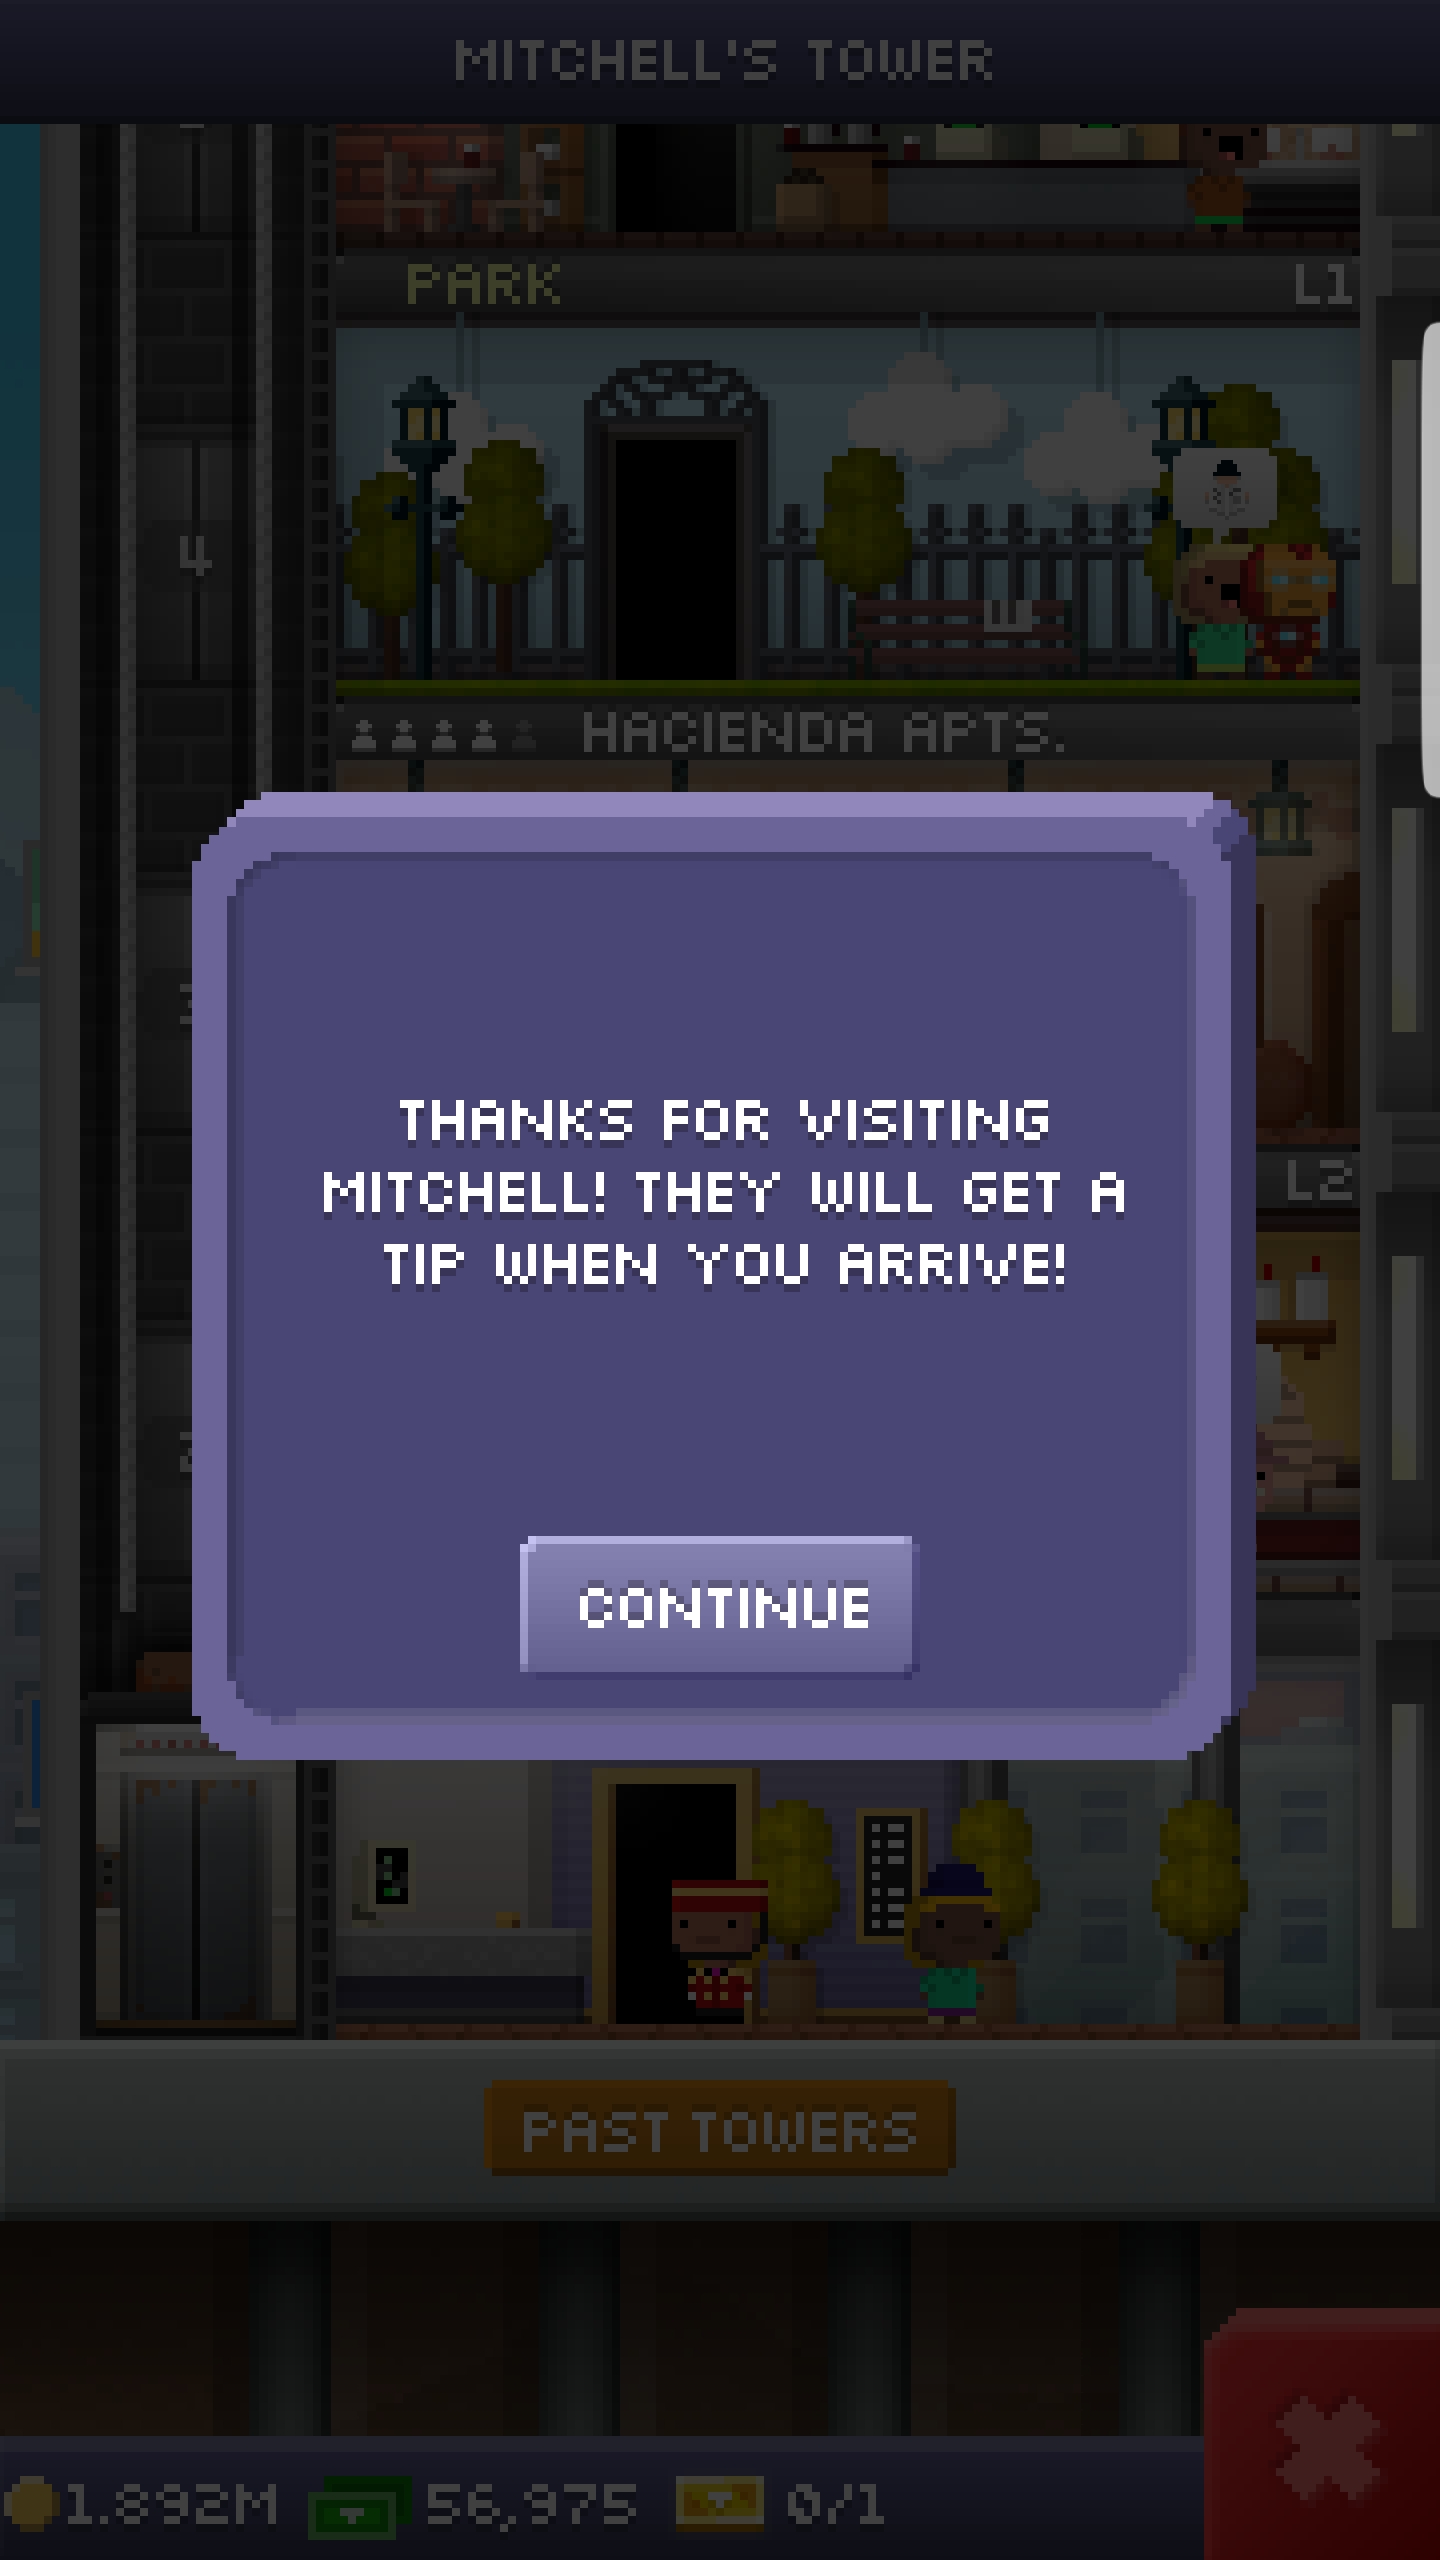 MITCHELL'S TOWER
PARK L1
4
HACIENDA APTS.
THANKS FOR VISITING
MITCHELL! THEY WILL GET A
TIP WHEN YOU ARRIVE!
L2
CONTINUE
PAST TOWERS
1.892M 56,975 0/1